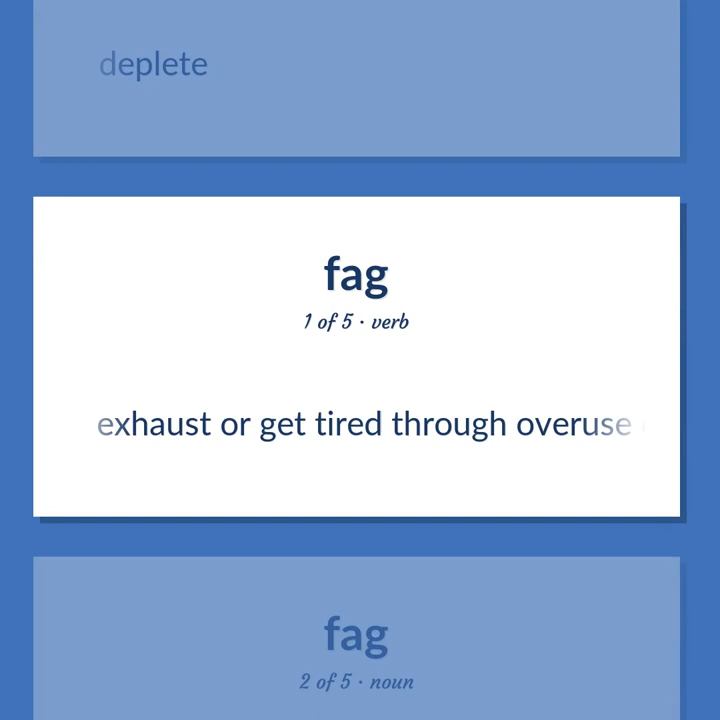 deplete
fag
1 of 5 · verb
exhaust or get tired through overuse
fag
2 of 5 · noun